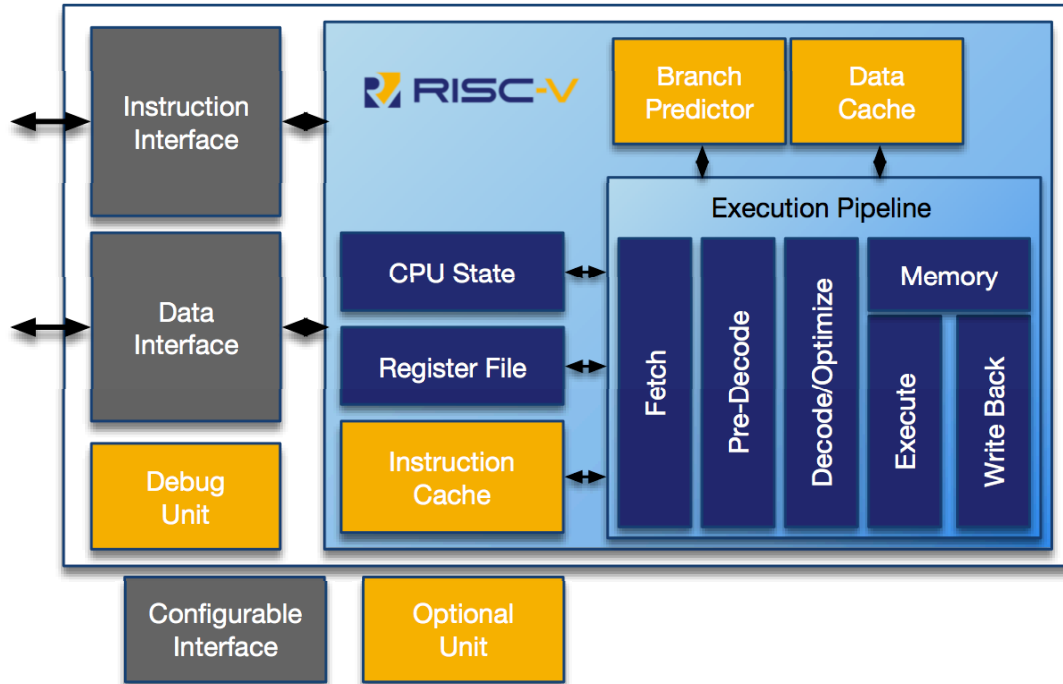 Instruction
Interface
RISC-V
Branch
Predictor
Data
Cache
Execution Pipeline
Data
Interface
CPU State
Register File
Instruction
Cache
Fetch
Pre-Decode
Decode/Optimize
Memory
Execute
Write Back
Debug
Unit
Configurable
Interface
Optional
Unit